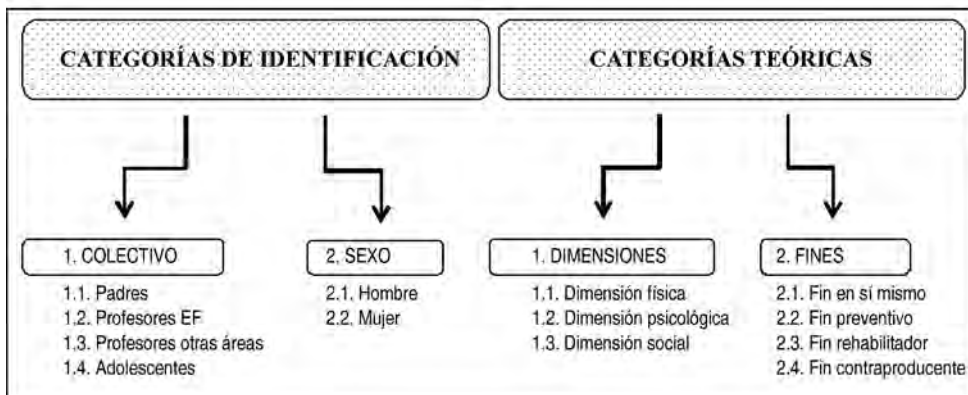 CATEGORÍAS DE IDENTIFICACIÓN
1. COLECTIVO
1.1. Padres
1.2. Profesores EF
1.3. Profesores otras áreas
1.4. Adolescentes
2. SEXO
2.1. Hombre
2.2. Mujer
CATEGORÍAS TEÓRICAS
1. DIMENSIONES
1.1. Dimensión física
1.2. Dimensión psicológica
1.3. Dimensión social
2. FINES
2.1. Fin en sí mismo
2.2. Fin preventivo
2.3. Fin rehabilitador
2.4. Fin contraproducente